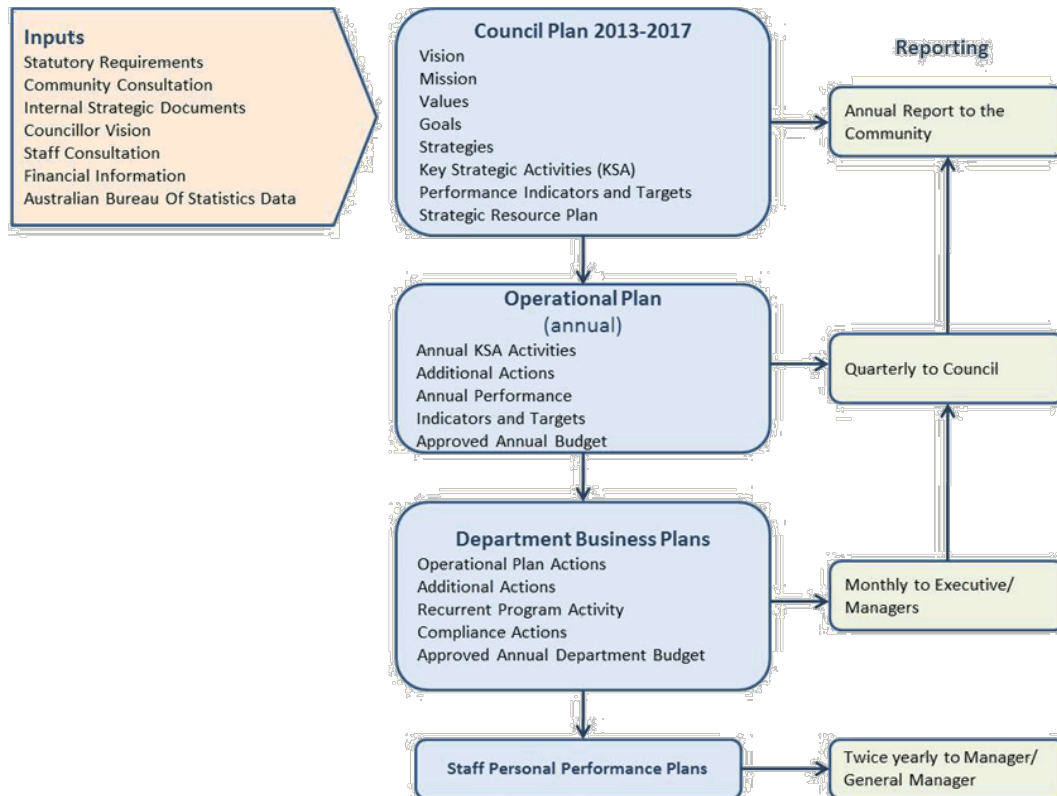 Inputs
Statutory Requirements
Community Consultation
Internal Strategic Documents
Councillor Vision
Staff Consultation
Financial Information
Australian Bureau Of Statistics Data
Council Plan 2013-2017
Vision
Mission
Values
Goals
Strategies
Key Strategic Activities (KSA)
Performance Indicators and Targets
Strategic Resource Plan
Reporting
Annual Report to the
Community
Operational Plan
(annual)
Annual KSA Activities
Additional Actions
Annual Performance
Indicators and Targets
Approved Annual Budget
Quarterly to Council
Department Business Plans
Operational Plan Actions
Additional Actions
Recurrent Program Activity
Compliance Actions
Approved Annual Department Budget
Monthly to Executive/
Managers
Staff Personal Performance Plans
Twice yearly to Manager/
General Manager